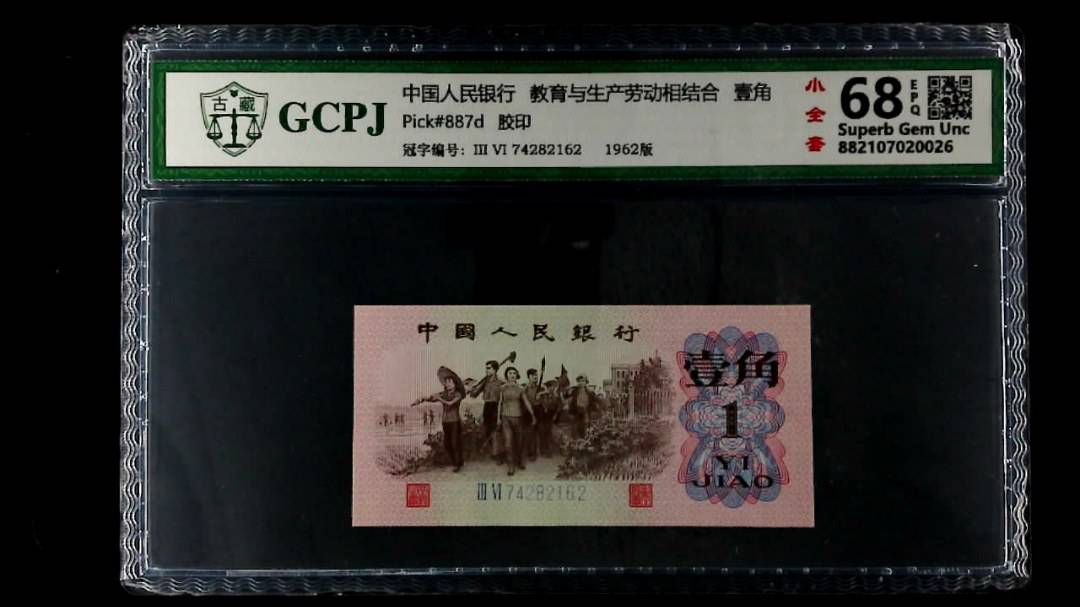 古藏
GCPJ
中国人民银行 教育与生产劳动相结合 壹角
Pick#887d 胶印
冠字编号: III VI 74282162 1962版
小全套
68 EPQ
Superb Gem Unc
882107020026
中國人民銀行
壹角
1
YI
JIAO
III VI 74282162